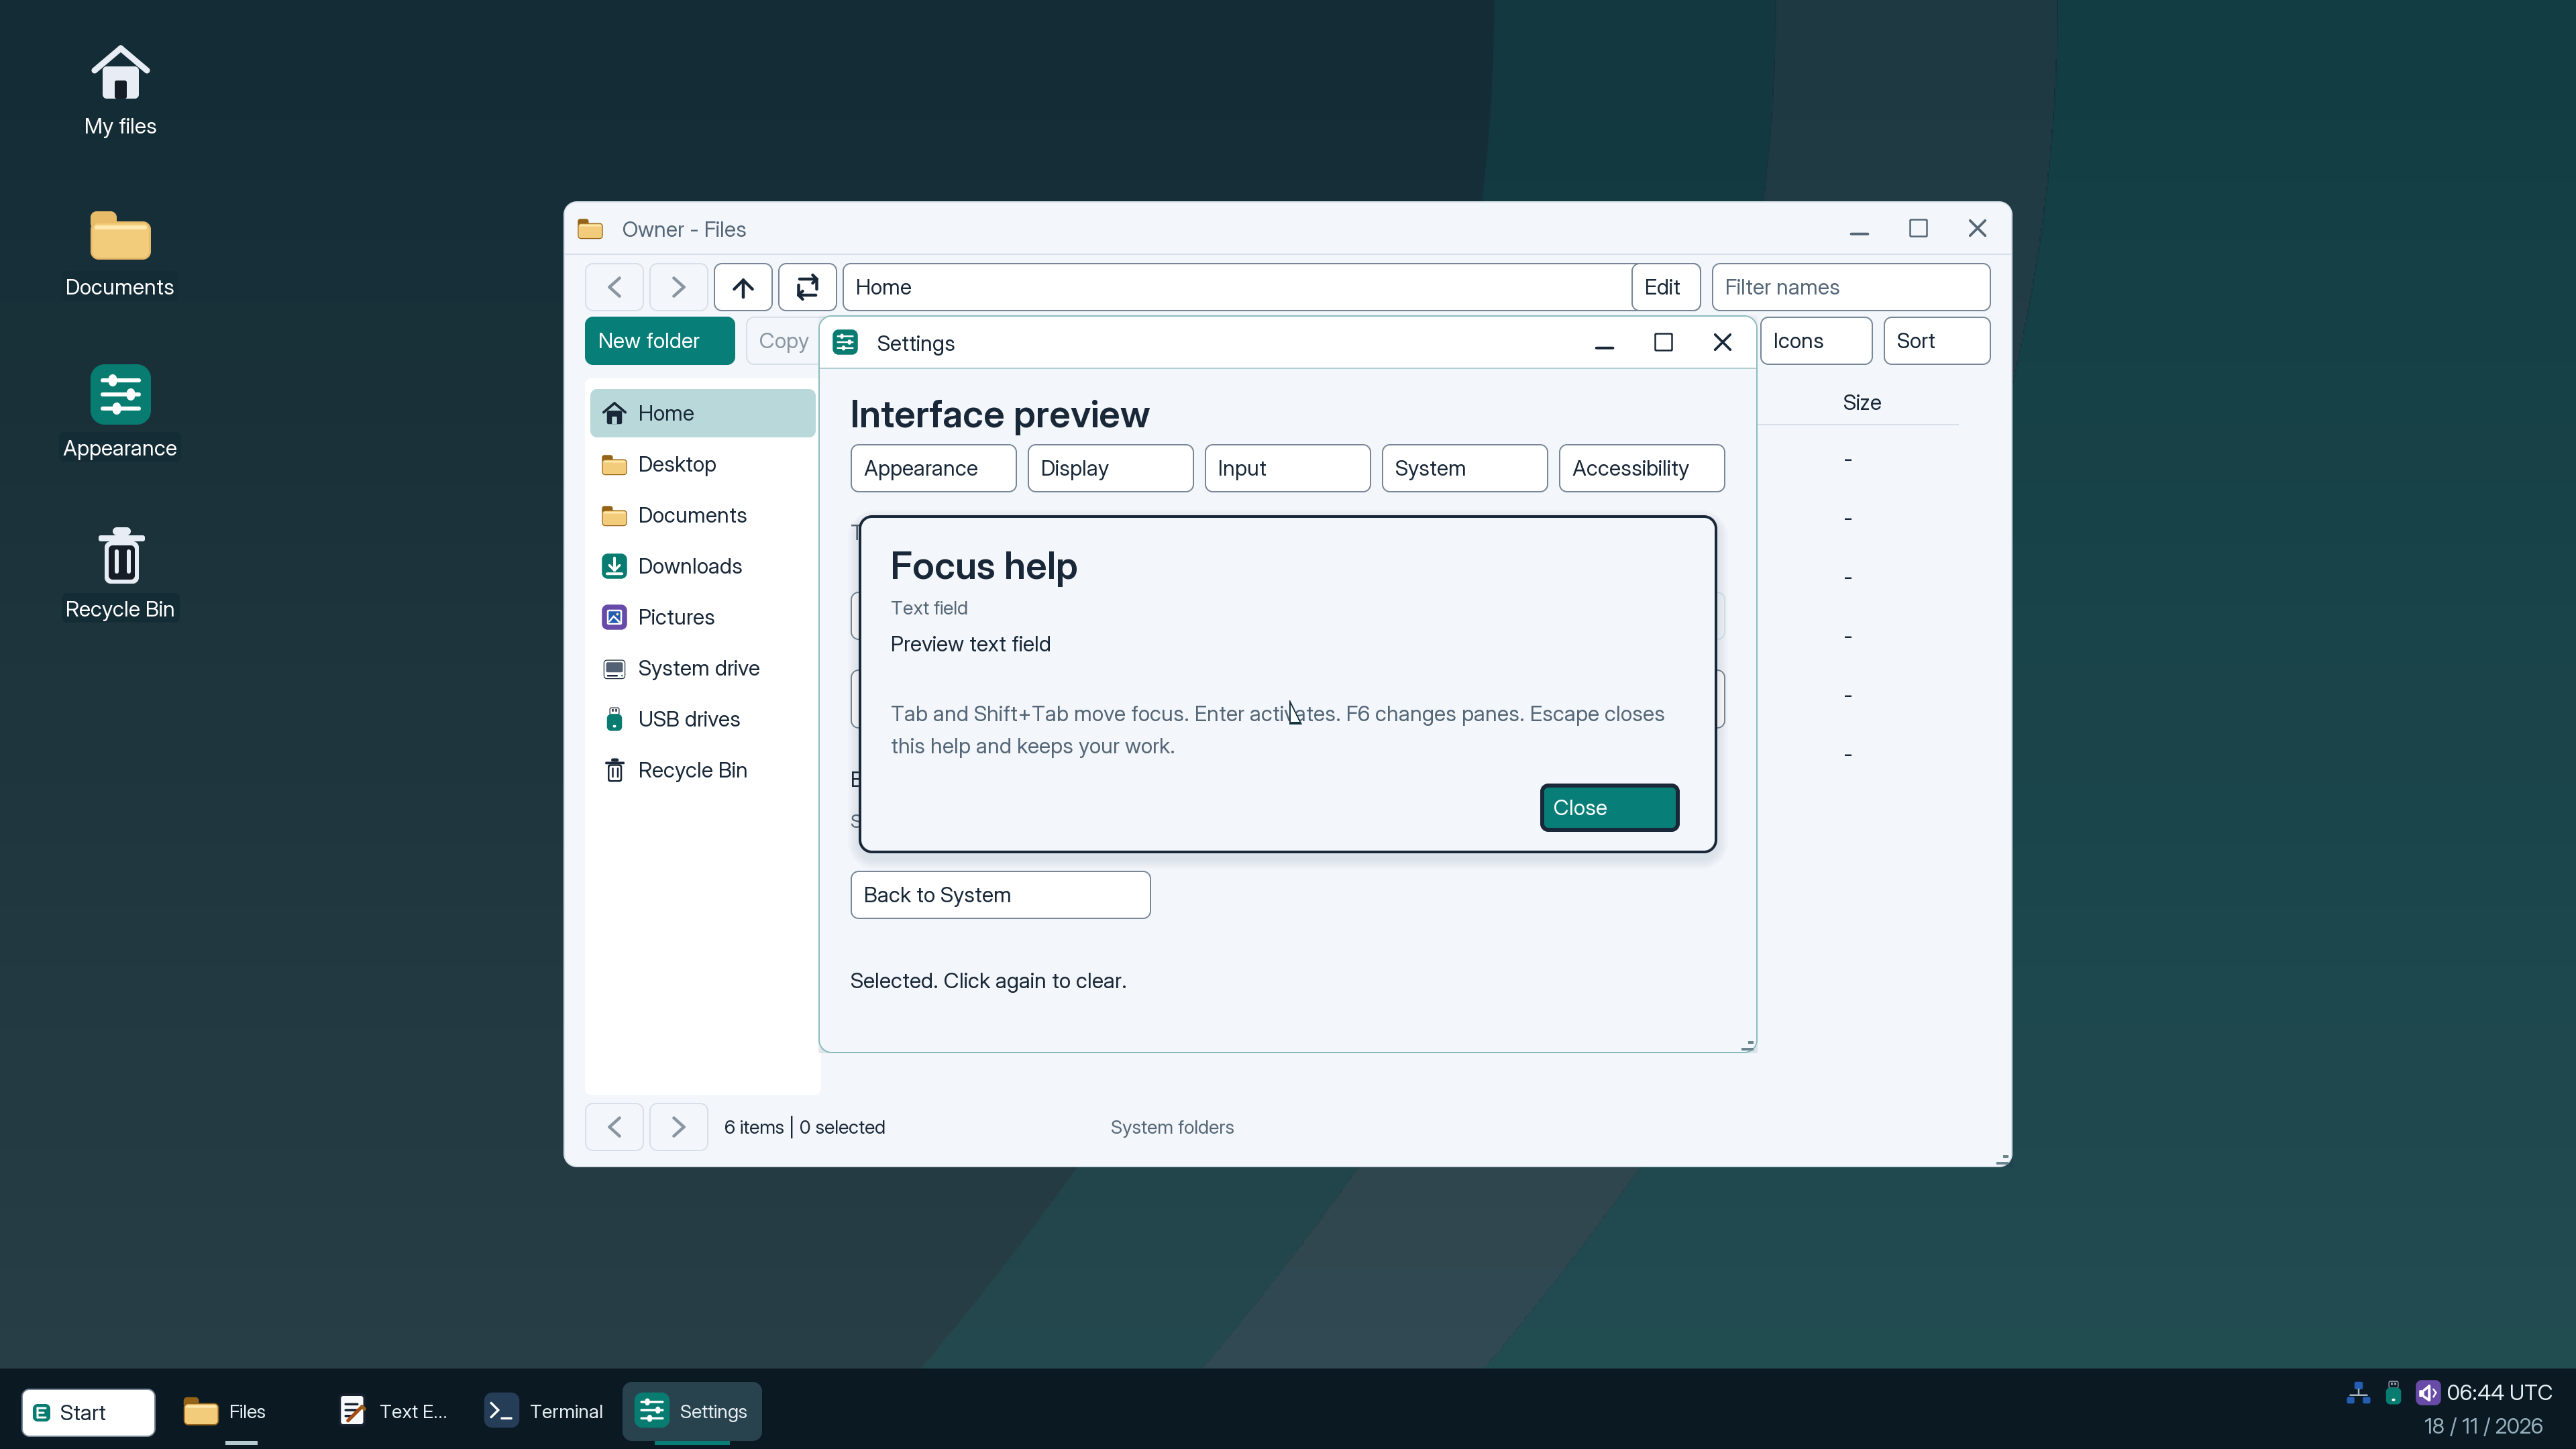 My files
Documents
Appearance
Recycle Bin
Owner - Files
Home
Edit
Filter names
New folder
Copy
Icons
Sort
Settings
Home
Desktop
Documents
Downloads
Pictures
System drive
USB drives
Recycle Bin
Size
-
-
-
-
-
-
Interface preview
Appearance
Display
Input
System
Accessibility
Focus help
Text field
Preview text field
Tab and Shift+Tab move focus. Enter activates. F6 changes panes. Escape closes
this help and keeps your work.
Close
Back to System
Selected. Click again to clear.
6 items | 0 selected
System folders
Start
Files
Text E...
Terminal
Settings
06:44 UTC
18 / 11 / 2026